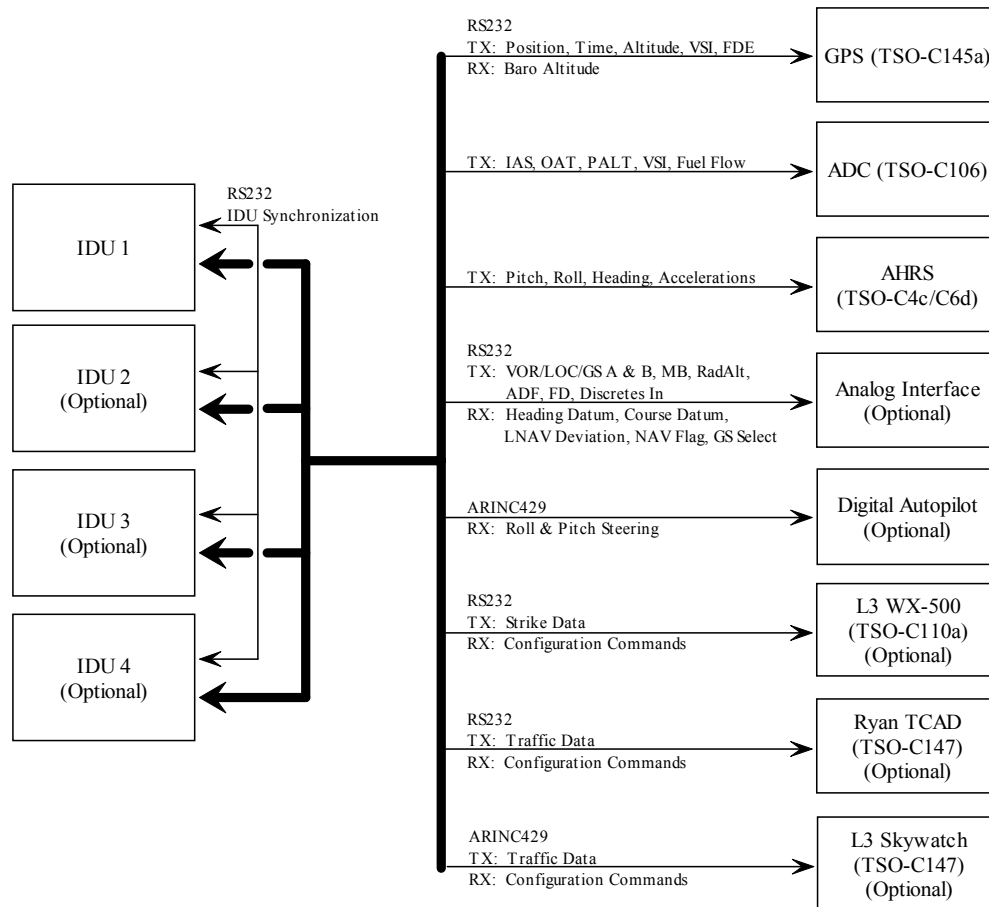 RS232
TX: Position, Time, Altitude, VSI, FDE
RX: Baro Altitude
GPS (TSO-C145a)
TX: IAS, OAT, PALT, VSI, Fuel Flow
ADC (TSO-C106)
RS232
IDU Synchronization
IDU 1
TX: Pitch, Roll, Heading, Accelerations
AHRS
(TSO-C4c/C6d)
IDU 2
(Optional)
RS232
TX: VOR/LOC/GS A & B, MB, RadAlt,
ADF, FD, Discretes In
RX: Heading Datum, Course Datum,
LNAV Deviation, NAV Flag, GS Select
Analog Interface
(Optional)
IDU 3
(Optional)
ARINC429
RX: Roll & Pitch Steering
Digital Autopilot
(Optional)
IDU 4
(Optional)
RS232
TX: Strike Data
RX: Configuration Commands
L3 WX-500
(TSO-C110a)
(Optional)
RS232
TX: Traffic Data
RX: Configuration Commands
Ryan TCAD
(TSO-C147)
(Optional)
ARINC429
TX: Traffic Data
RX: Configuration Commands
L3 Skywatch
(TSO-C147)
(Optional)